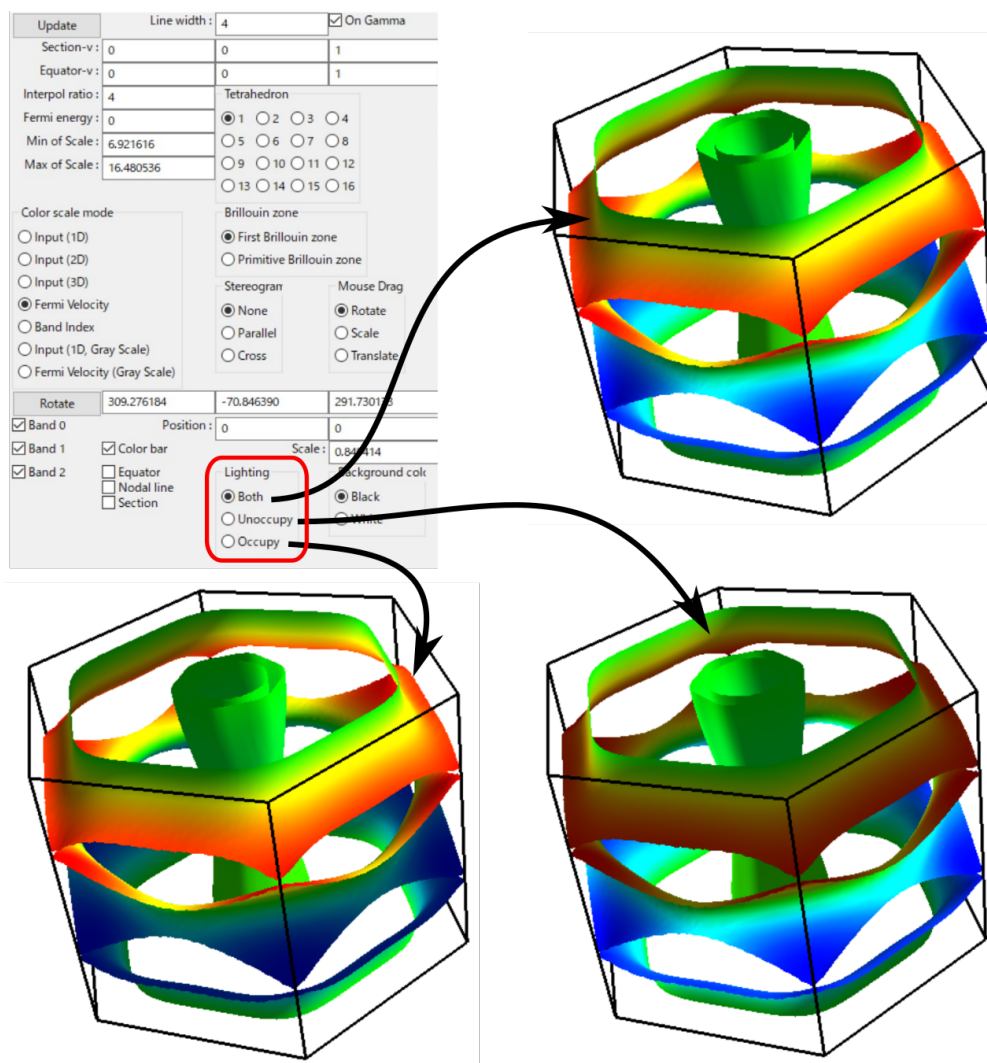 Update Line width : 4 On Gamma
Section-v : 0 0 1
Equator-v : 0 0 1
Interpol ratio : 4 Tetrahedron
Fermi energy : 0 1 2 3 4
Min of Scale : 6.921616 5 6 7 8
Max of Scale : 16.480536 9 10 11 12
13 14 15 16
Color scale mode Brillouin zone
Input (1D) First Brillouin zone
Input (2D) Primitive Brillouin zone
Input (3D) Stereogram Mouse Drag
Fermi Velocity None Rotate
Band Index Parallel Scale
Input (1D, Gray Scale) Cross Translate
Fermi Velocity (Gray Scale)
Rotate 309.276184 -70.846390
Band 0 Position : 0 0
Band 1 Color bar Scale :
Band 2 Equator Lighting Background colo
Nodal line Both Black
Section Unoccupy White
Occupy